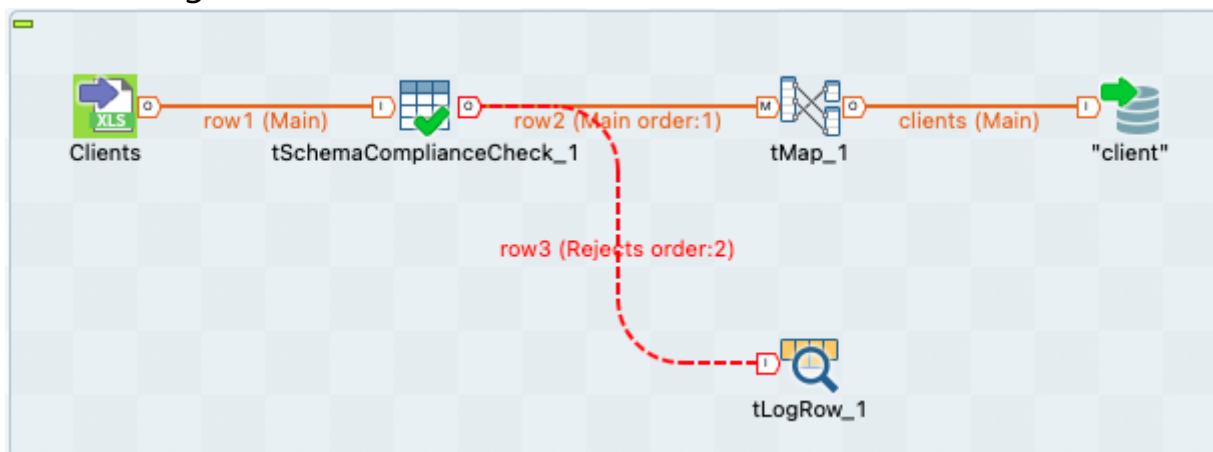 XLS
O
row1 (Main)
I
O
row2 (Main order:1)
M
O
clients (Main)
I
Clients
tSchemaComplianceCheck_1
tMap_1
"client"
row3 (Rejects order:2)
I
tLogRow_1